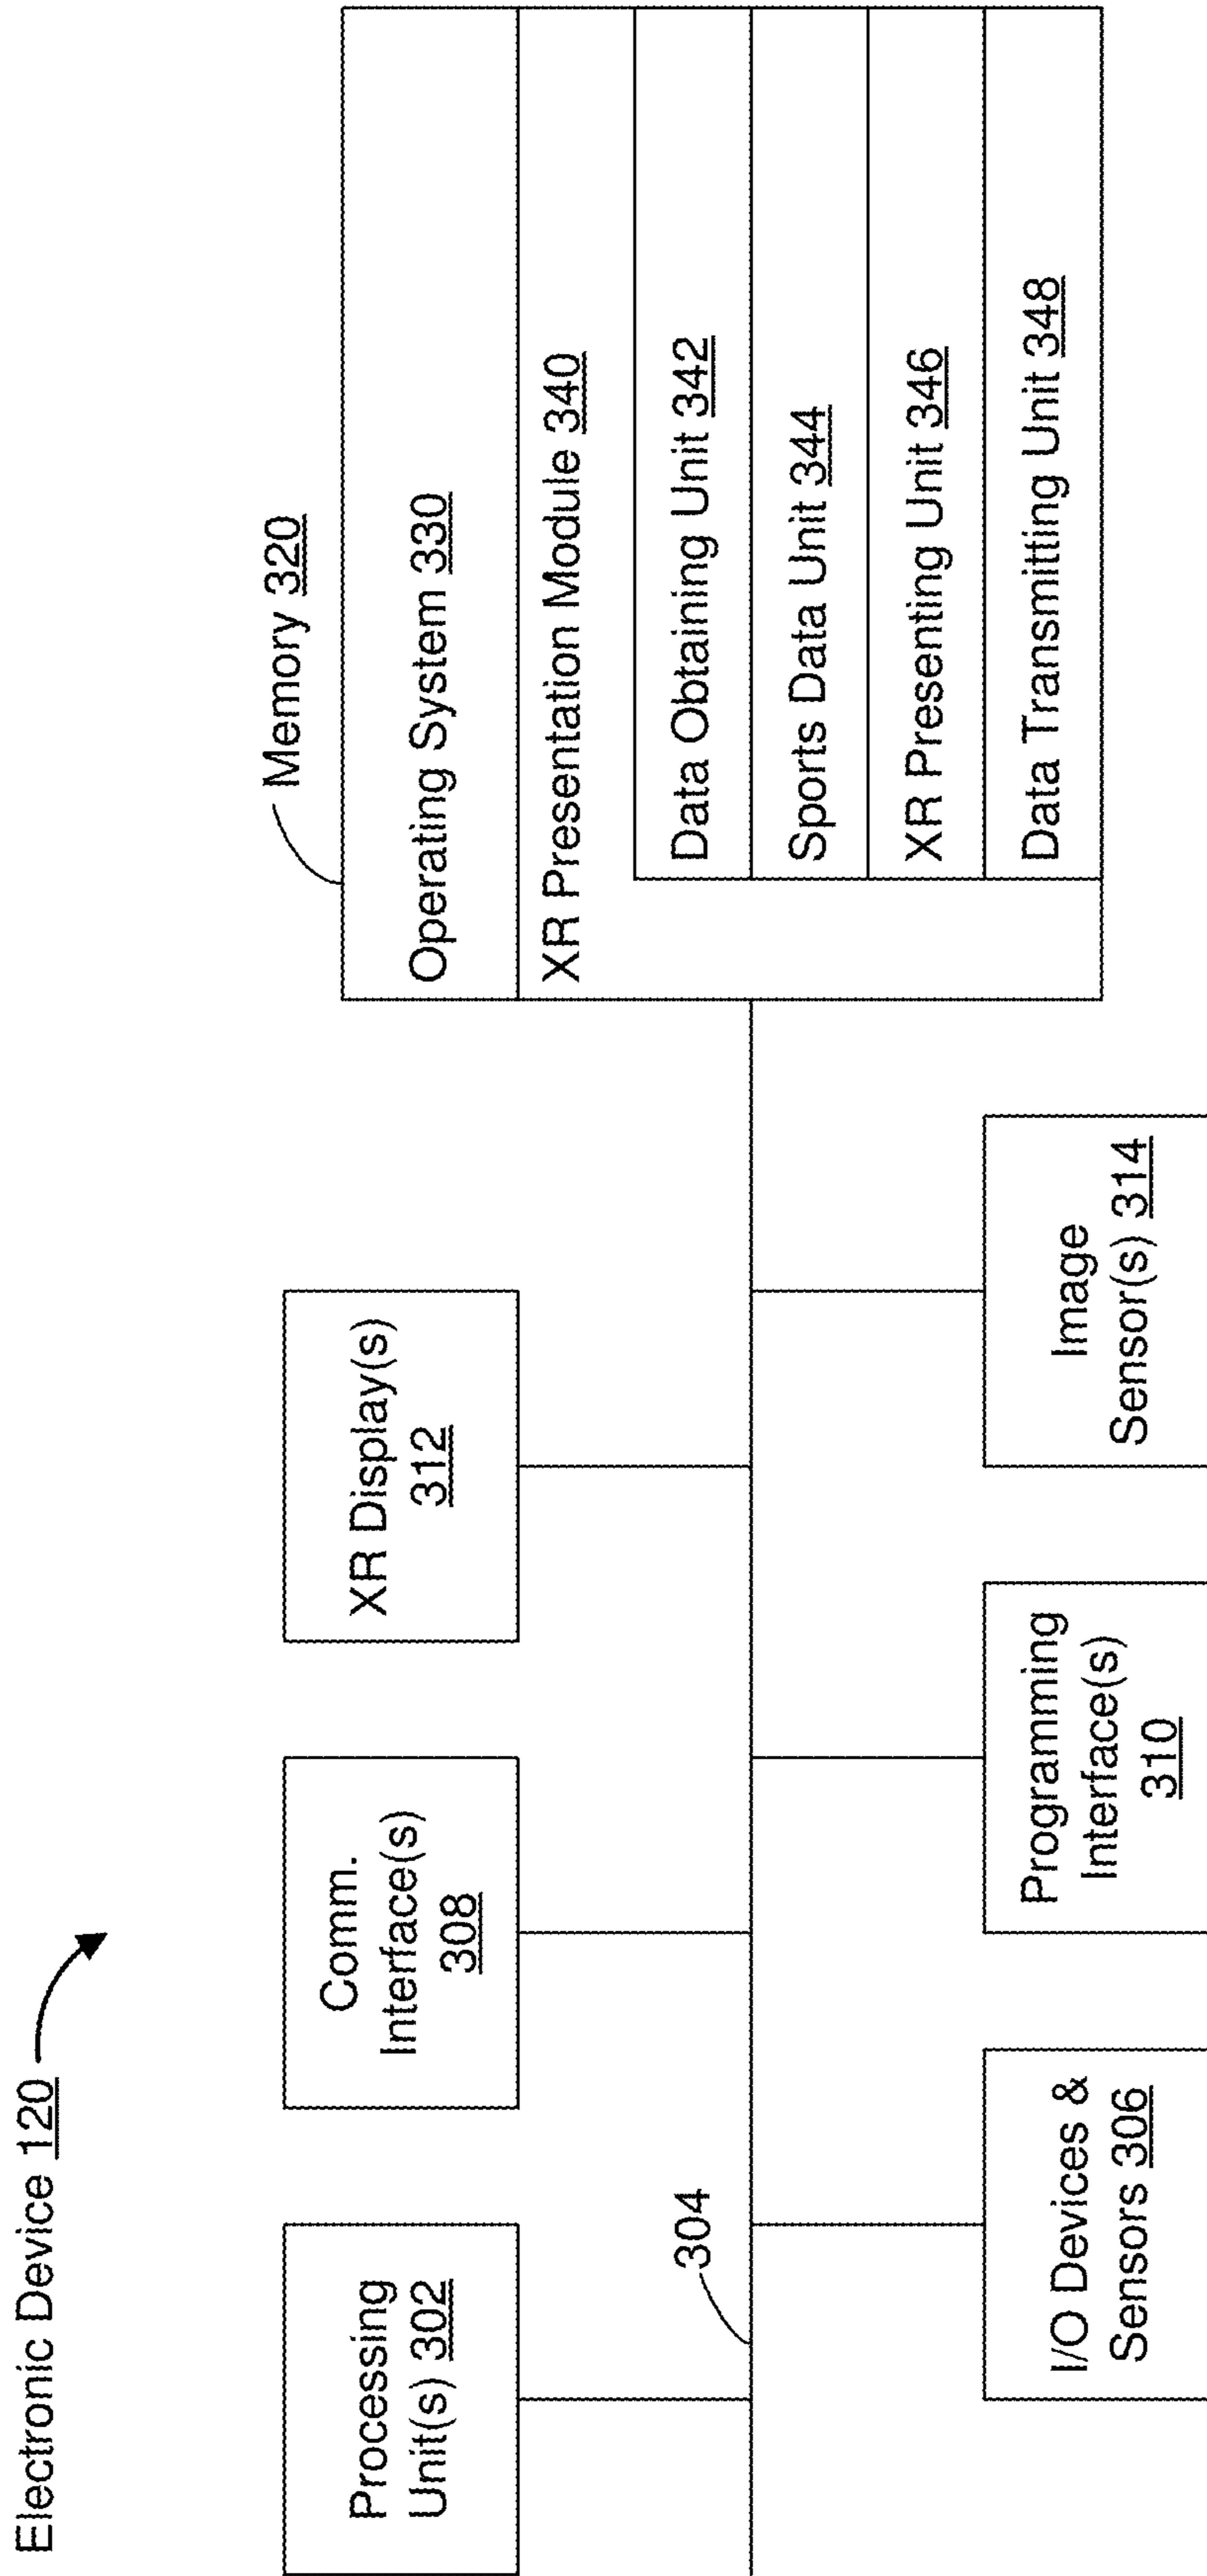 Electronic Device 120
Processing
Unit(s) 302
Comm.
Interface(s)
308
XR Display(s)
312
304
I/O Devices &
Sensors 306
Programming
Interface(s)
310
Image
Sensor(s) 314
Memory 320
Operating System 330
XR Presentation Module 340
Data Obtaining Unit 342
Sports Data Unit 344
XR Presenting Unit 346
Data Transmitting Unit 348